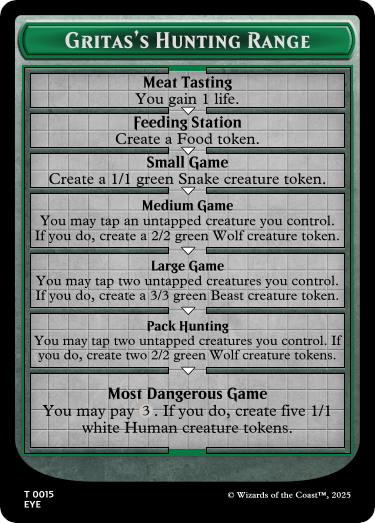 Gritas's Hunting Range
Meat Tasting
You gain 1 life.
Feeding Station
Create a Food token.
Small Game
Create a 1/1 green Snake creature token.
Medium Game
You may tap an untapped creature you control.
If you do, create a 2/2 green Wolf creature token.
Large Game
You may tap two untapped creatures you control.
If you do, create a 3/3 green Beast creature token.
Pack Hunting
You may tap two untapped creatures you control. If
you do, create two 2/2 green Wolf creature tokens.
Most Dangerous Game
You may pay 3. If you do, create five 1/1
white Human creature tokens.
T 0015
EYE
© Wizards of the Coast™, 2025